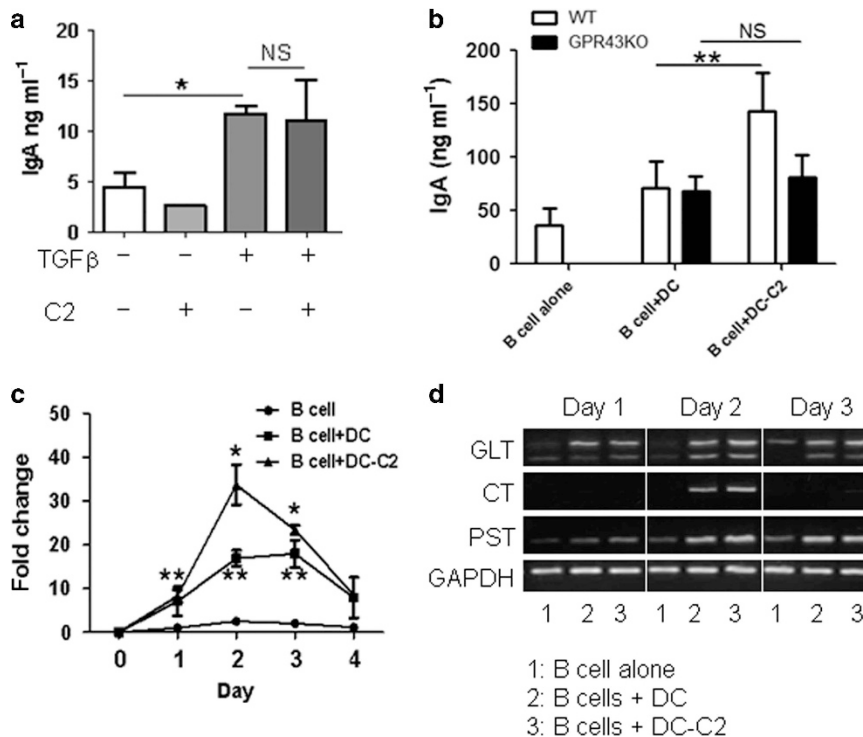 a
IgA ng ml⁻¹
20
15
10
5
0
*
NS
TGFβ – – + +
C2 – + – +
b
WT
GPR43KO
IgA (ng ml⁻¹)
200
150
100
50
0
**
NS
B cell alone
B cell+DC
B cell+DC-C2
c
Fold change
50
40
30
20
10
0
B cell
B cell+DC
B cell+DC-C2
*
*
**
**
**
0 1 2 3 4
Day
d
Day 1 Day 2 Day 3
GLT
CT
PST
GAPDH
1 2 3 1 2 3 1 2 3
1: B cell alone
2: B cells + DC
3: B cells + DC-C2